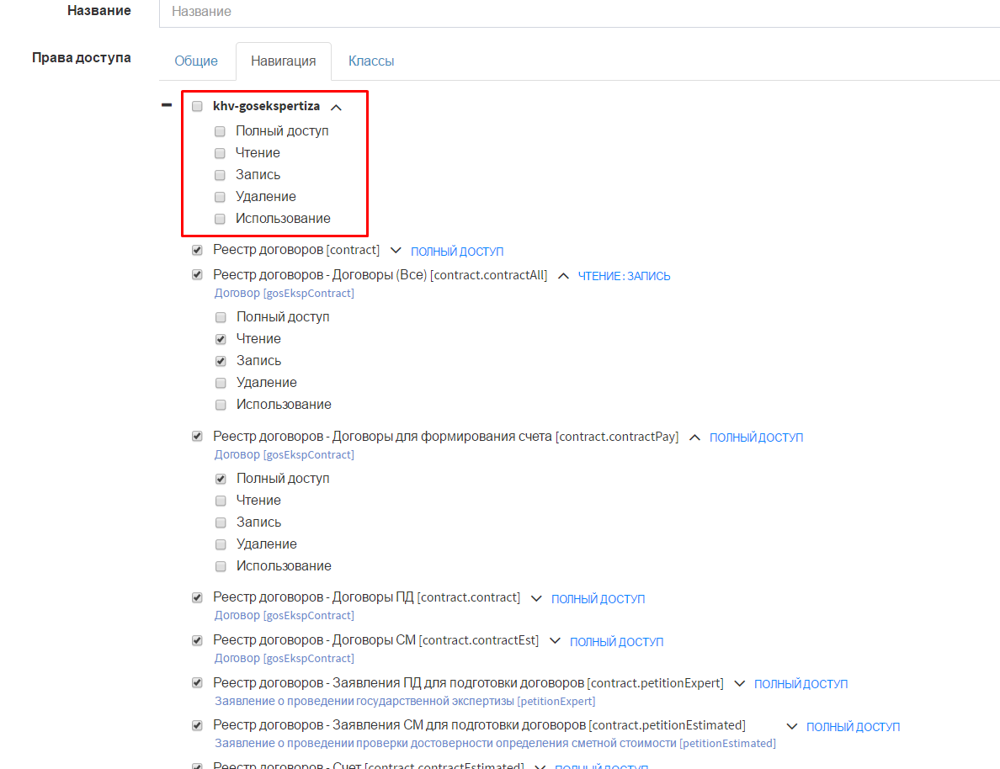 Название Название
Права доступа Общие Навигация Классы
khv-gosekspertiza
Полный доступ
Чтение
Запись
Удаление
Использование
Реестр договоров [contract] ПОЛНЫЙ ДОСТУП
Реестр договоров - Договоры (Все) [contract.contractAll] ЧТЕНИЕ : ЗАПИСЬ
Договор [gosEkspContract]
Полный доступ
Чтение
Запись
Удаление
Использование
Реестр договоров - Договоры для формирования счета [contract.contractPay] ПОЛНЫЙ ДОСТУП
Договор [gosEkspContract]
Полный доступ
Чтение
Запись
Удаление
Использование
Реестр договоров - Договоры ПД [contract.contract] ПОЛНЫЙ ДОСТУП
Договор [gosEkspContract]
Реестр договоров - Договоры СМ [contract.contractEst] ПОЛНЫЙ ДОСТУП
Договор [gosEkspContract]
Реестр договоров - Заявления ПД для подготовки договоров [contract.petitionExpert] ПОЛНЫЙ ДОСТУП
Заявление о проведении государственной экспертизы [petitionExpert]
Реестр договоров - Заявления СМ для подготовки договоров [contract.petitionEstimated] ПОЛНЫЙ ДОСТУП
Заявление о проведении проверки достоверности определения сметной стоимости [petitionEstimated]
Реестр договоров - Счет [contract.contractEstimated] ПОЛНЫЙ ДОСТУП